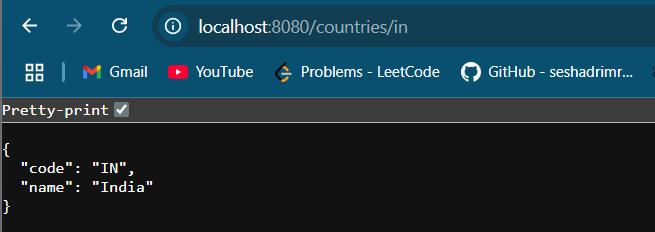 localhost:8080/countries/in
Gmail YouTube Problems - LeetCode GitHub - seshadrimr...
Pretty-print
{
  "code": "IN",
  "name": "India"
}